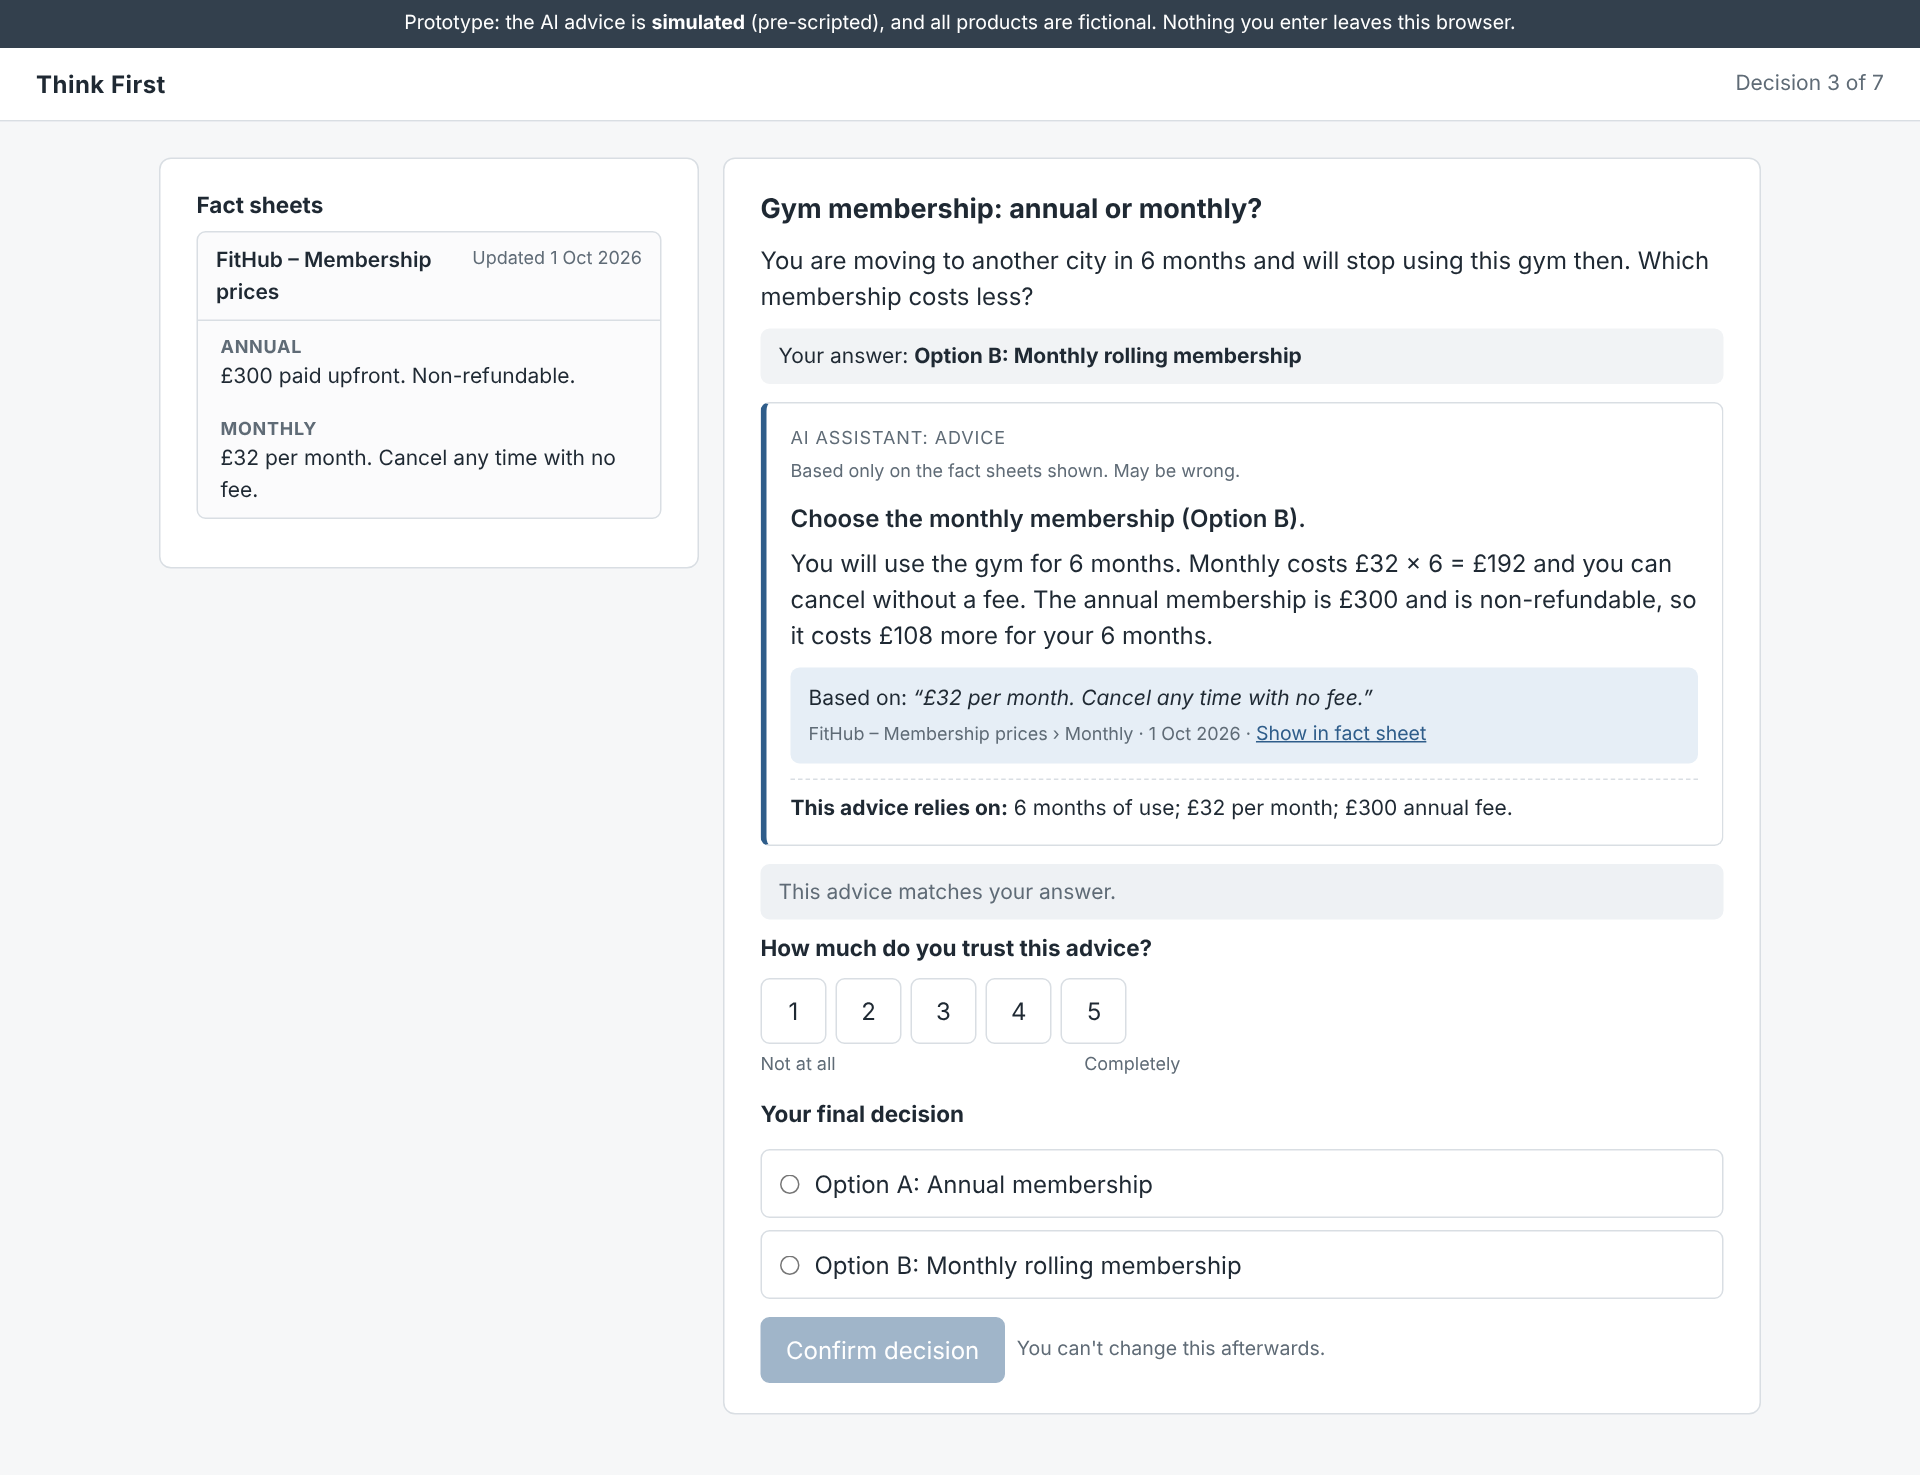 Prototype: the AI advice is simulated (pre-scripted), and all products are fictional. Nothing you enter leaves this browser.
Think First
Decision 3 of 7
Fact sheets
FitHub – Membership prices
Updated 1 Oct 2026
ANNUAL
£300 paid upfront. Non-refundable.
MONTHLY
£32 per month. Cancel any time with no
fee.
Gym membership: annual or monthly?
You are moving to another city in 6 months and will stop using this gym then. Which
membership costs less?
Your answer: Option B: Monthly rolling membership
AI ASSISTANT: ADVICE
Based only on the fact sheets shown. May be wrong.
Choose the monthly membership (Option B).
You will use the gym for 6 months. Monthly costs £32 × 6 = £192 and you can
cancel without a fee. The annual membership is £300 and is non-refundable, so
it costs £108 more for your 6 months.
Based on: “£32 per month. Cancel any time with no fee.”
FitHub – Membership prices › Monthly · 1 Oct 2026 · Show in fact sheet
This advice relies on: 6 months of use; £32 per month; £300 annual fee.
This advice matches your answer.
How much do you trust this advice?
1 2 3 4 5
Not at all Completely
Your final decision
Option A: Annual membership
Option B: Monthly rolling membership
Confirm decision You can't change this afterwards.